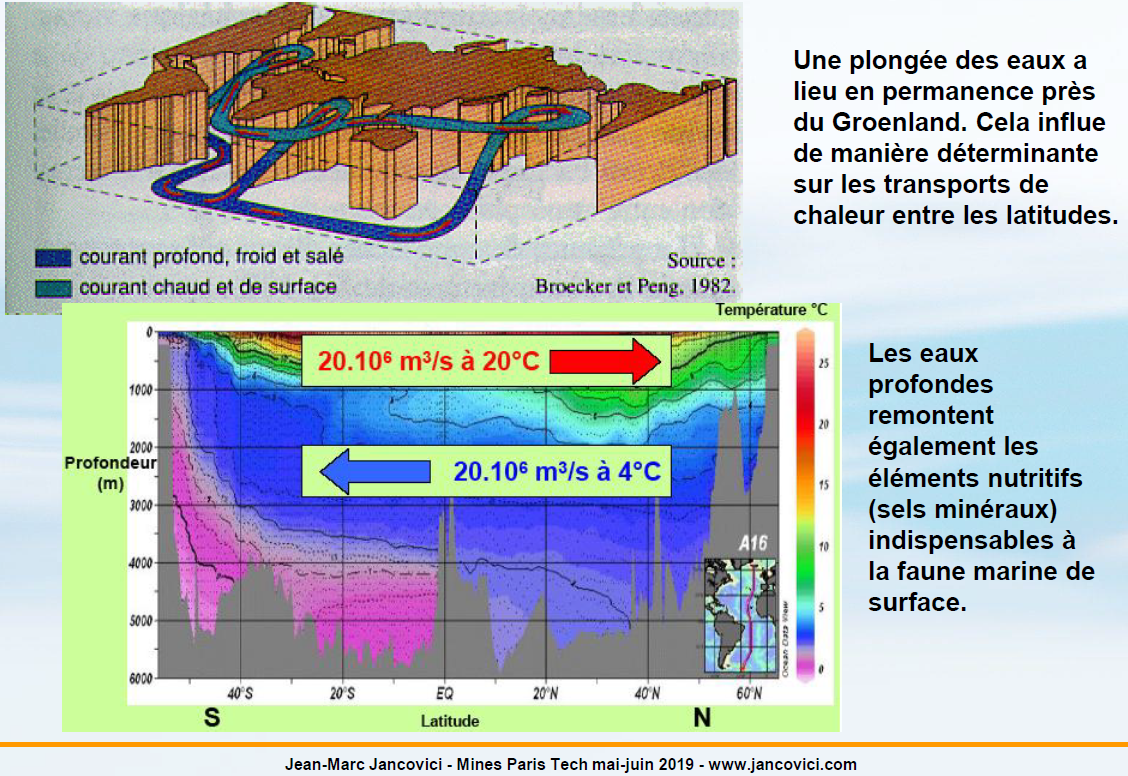 Une plongée des eaux a
lieu en permanence près
du Groenland. Cela influe
de manière déterminante
sur les transports de
chaleur entre les latitudes.
courant profond, froid et salé
courant chaud et de surface
Source :
Broecker et Peng, 1982.
Température °C
20.10⁶ m³/s à 20°C
20.10⁶ m³/s à 4°C
Profondeur
(m)
0
1000
2000
3000
4000
5000
6000
25
20
15
10
5
0
A16
Ocean Data View
40°S
20°S
EQ
20°N
40°N
60°N
S
Latitude
N
Les eaux
profondes
remontent
également les
éléments nutritifs
(sels minéraux)
indispensables à
la faune marine de
surface.
Jean-Marc Jancovici - Mines Paris Tech mai-juin 2019 - www.jancovici.com